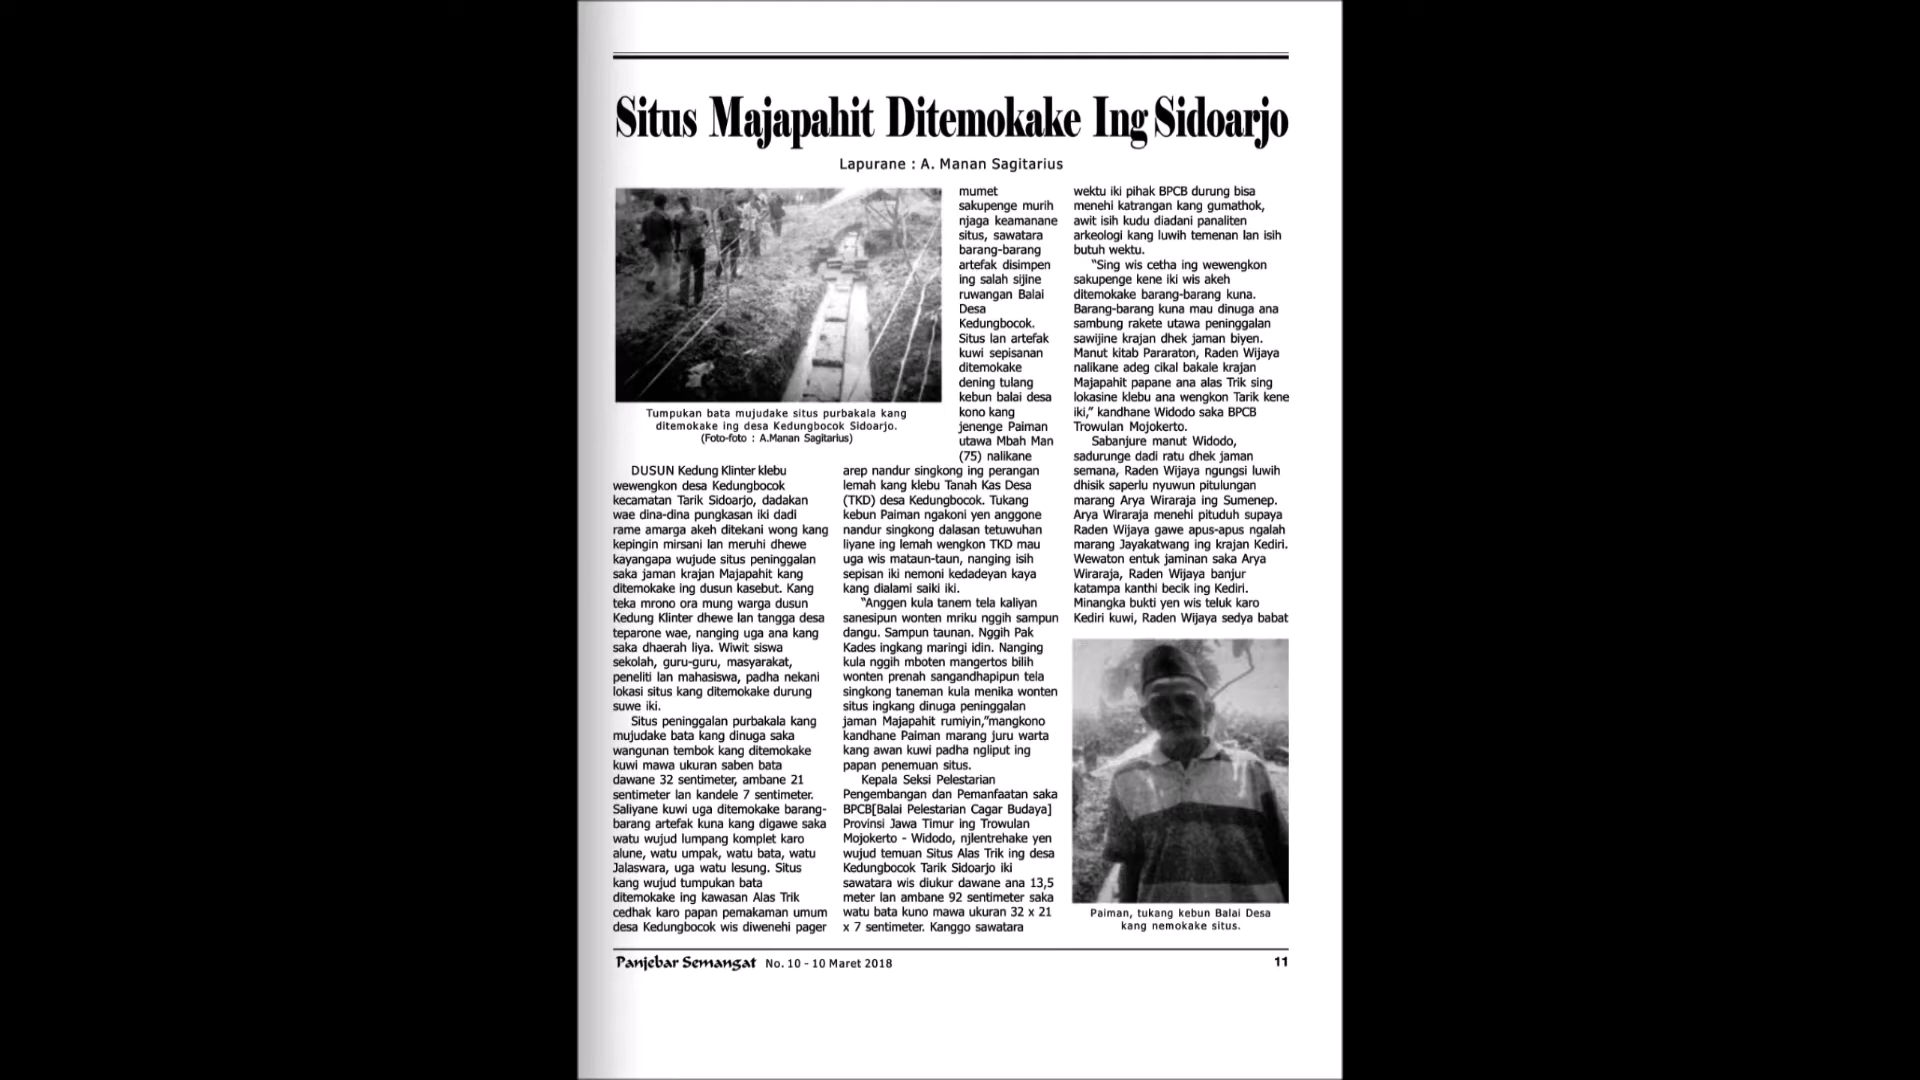 Situs Majapahit Ditemokake Ing Sidoarjo
Lapurane : A. Manan Sagitarius
Tumpukan bata mujudake situs purbakala kang
ditemokake ing desa Kedungbocok Sidoarjo.
(Foto-foto : A.Manan Sagitarius)
DUSUN Kedung Klinter klebu
wewengkon desa Kedungbocok
kecamatan Tarik Sidoarjo, dadakan
wae dina-dina pungkasan iki dadi
rame amarga akeh ditekani wong kang
kepingin mirsani lan meruhi dhewe
kayangapa wujude situs peninggalan
saka jaman krajan Majapahit kang
ditemokake ing dusun kasebut. Kang
teka mrono ora mung warga dusun
Kedung Klinter dhewe lan tangga desa
teparone wae, nanging uga ana kang
saka dhaerah liya. Wiwit siswa
sekolah, guru-guru, masyarakat,
peneliti lan mahasiswa, padha nekani
lokasi situs kang ditemokake durung
suwe iki.
Situs peninggalan purbakala kang
mujudake bata kang dinuga saka
wangunan tembok kang ditemokake
kuwi mawa ukuran saben bata
dawane 32 sentimeter, ambane 21
sentimeter lan kandele 7 sentimeter.
Saliyane kuwi uga ditemokake barang-
barang artefak kuna kang digawe saka
watu wujud lumpang komplet karo
alune, watu umpak, watu bata, watu
Jalaswara, uga watu lesung. Situs
kang wujud tumpukan bata
ditemokake ing kawasan Alas Trik
cedhak karo papan pemakaman umum
desa Kedungbocok wis diwenehi pager
mumet
sakupenge murih
njaga keamanane
situs, sawatara
barang-barang
artefak disimpen
ing salah sijine
ruwangan Balai
Desa
Kedungbocok.
Situs lan artefak
kuwi sepisanan
ditemokake
dening tulang
kebun balai desa
kono kang
jenenge Paiman
utawa Mbah Man
(75) nalikane
arep nandur singkong ing perangan
lemah kang klebu Tanah Kas Desa
(TKD) desa Kedungbocok. Tukang
kebun Paiman ngakoni yen anggone
nandur singkong dalasan tetuwuhan
liyane ing lemah wengkon TKD mau
uga wis mataun-taun, nanging isih
sepisan iki nemoni kedadeyan kaya
kang dialami saiki iki.
"Anggen kula tanem tela kaliyan
sanesipun wonten mriku nggih sampun
dangu. Sampun taunan. Nggih Pak
Kades ingkang maringi idin. Nanging
kula nggih mboten mangertos bilih
wonten prenah sangandhapipun tela
singkong taneman kula menika wonten
situs ingkang dinuga peninggalan
jaman Majapahit rumiyin,"mangkono
kandhane Paiman marang juru warta
kang awan kuwi padha ngliput ing
papan penemuan situs.
Kepala Seksi Pelestarian
Pengembangan dan Pemanfaatan saka
BPCB[Balai Pelestarian Cagar Budaya]
Provinsi Jawa Timur ing Trowulan
Mojokerto - Widodo, njlentrehake yen
wujud temuan Situs Alas Trik ing desa
Kedungbocok Tarik Sidoarjo iki
sawatara wis diukur dawane ana 13,5
meter lan ambane 92 sentimeter saka
watu bata kuno mawa ukuran 32 x 21
x 7 sentimeter. Kanggo sawatara
wektu iki pihak BPCB durung bisa
menehi katrangan kang gumathok,
awit isih kudu diadani panaliten
arkeologi kang luwih temenan lan isih
butuh wektu.
"Sing wis cetha ing wewengkon
sakupenge kene iki wis akeh
ditemokake barang-barang kuna.
Barang-barang kuna mau dinuga ana
sambung rakete utawa peninggalan
sawijine krajan dhek jaman biyen.
Manut kitab Pararaton, Raden Wijaya
nalikane adeg cikal bakale krajan
Majapahit papane ana alas Trik sing
lokasine klebu ana wengkon Tarik kene
iki," kandhane Widodo saka BPCB
Trowulan Mojokerto.
Sabanjure manut Widodo,
sadurunge dadi ratu dhek jaman
semana, Raden Wijaya ngungsi luwih
dhisik saperlu nyuwun pitulungan
marang Arya Wiraraja ing Sumenep.
Arya Wiraraja menehi pituduh supaya
Raden Wijaya gawe apus-apus ngalah
marang Jayakatwang ing krajan Kediri.
Wewaton entuk jaminan saka Arya
Wiraraja, Raden Wijaya banjur
katampa kanthi becik ing Kediri.
Minangka bukti yen wis teluk karo
Kediri kuwi, Raden Wijaya sedya babat
Paiman, tukang kebun Balai Desa
kang nemokake situs.
Panjebar Semangat No. 10 - 10 Maret 2018
11